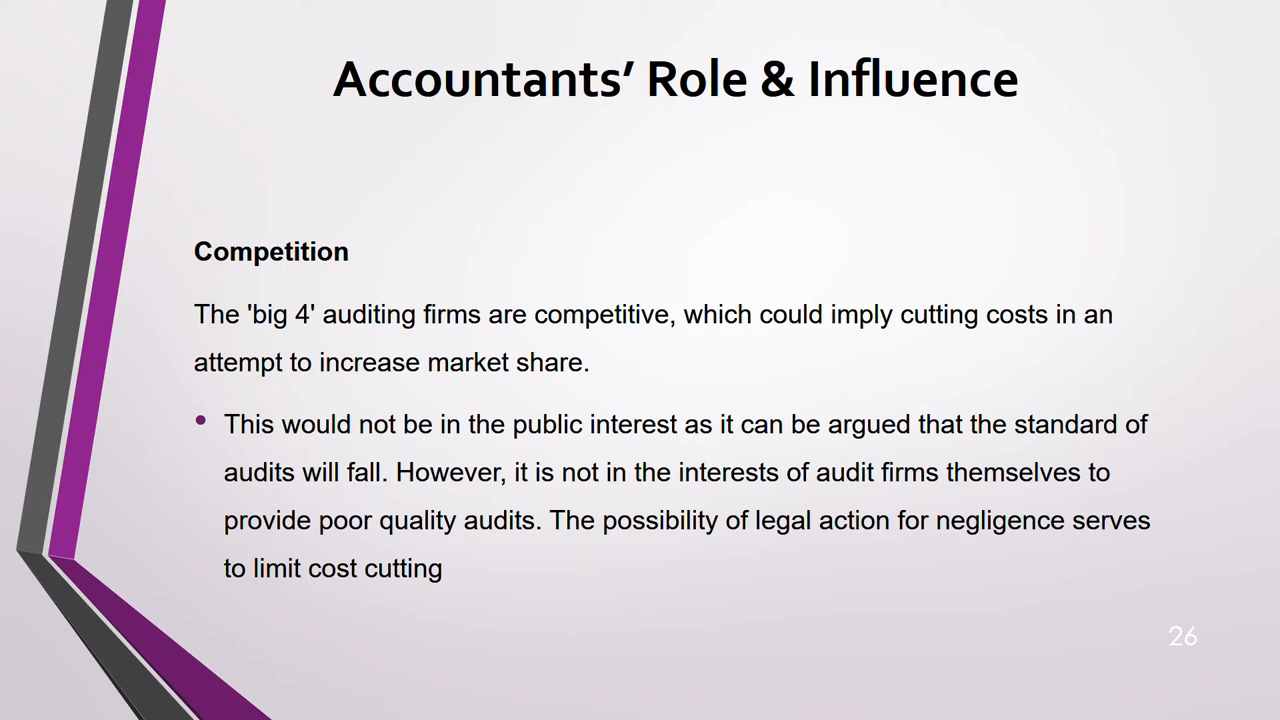 Accountants’ Role & Influence
Competition
The 'big 4' auditing firms are competitive, which could imply cutting costs in an
attempt to increase market share.
• This would not be in the public interest as it can be argued that the standard of
audits will fall. However, it is not in the interests of audit firms themselves to
provide poor quality audits. The possibility of legal action for negligence serves
to limit cost cutting
26